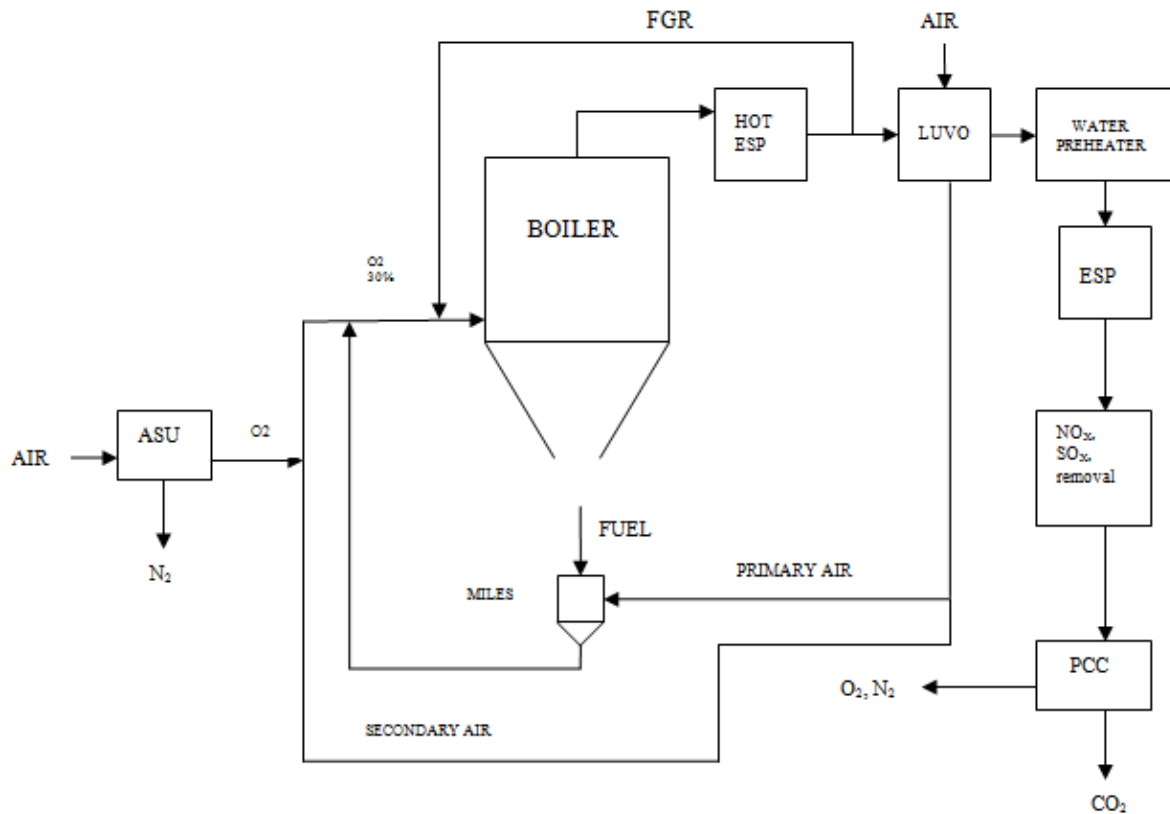 FGR
AIR
HOT
ESP
LUVO
WATER
PREHEATER
BOILER
O2
30%
ESP
ASU
O2
AIR
NOₓ,
SOₓ,
removal
N₂
FUEL
MILES
PRIMARY AIR
PCC
O₂, N₂
SECONDARY AIR
CO₂